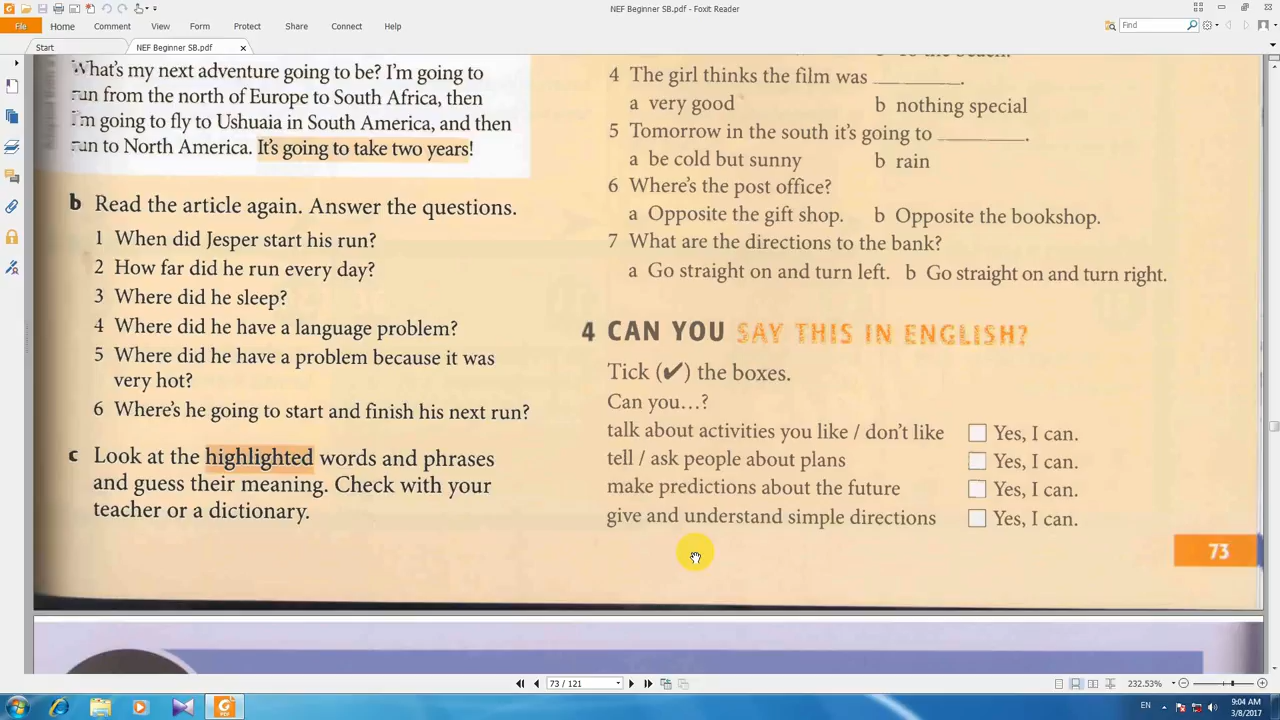 NEF Beginner SB.pdf - Foxit Reader
File Home Comment View Form Protect Share Connect Help
Find
Start NEF Beginner SB.pdf
What's my next adventure going to be? I'm going to
run from the north of Europe to South Africa, then
I'm going to fly to Ushuaia in South America, and then
run to North America. It's going to take two years!
b Read the article again. Answer the questions.
1 When did Jesper start his run?
2 How far did he run every day?
3 Where did he sleep?
4 Where did he have a language problem?
5 Where did he have a problem because it was
very hot?
6 Where's he going to start and finish his next run?
c Look at the highlighted words and phrases
and guess their meaning. Check with your
teacher or a dictionary.
4 The girl thinks the film was ________.
a very good b nothing special
5 Tomorrow in the south it's going to ________.
a be cold but sunny b rain
6 Where's the post office?
a Opposite the gift shop. b Opposite the bookshop.
7 What are the directions to the bank?
a Go straight on and turn left. b Go straight on and turn right.
4 CAN YOU SAY THIS IN ENGLISH?
Tick (✔) the boxes.
Can you…?
talk about activities you like / don't like Yes, I can.
tell / ask people about plans Yes, I can.
make predictions about the future Yes, I can.
give and understand simple directions Yes, I can.
73
73 / 121
232.53%
EN
9:04 AM
3/8/2017